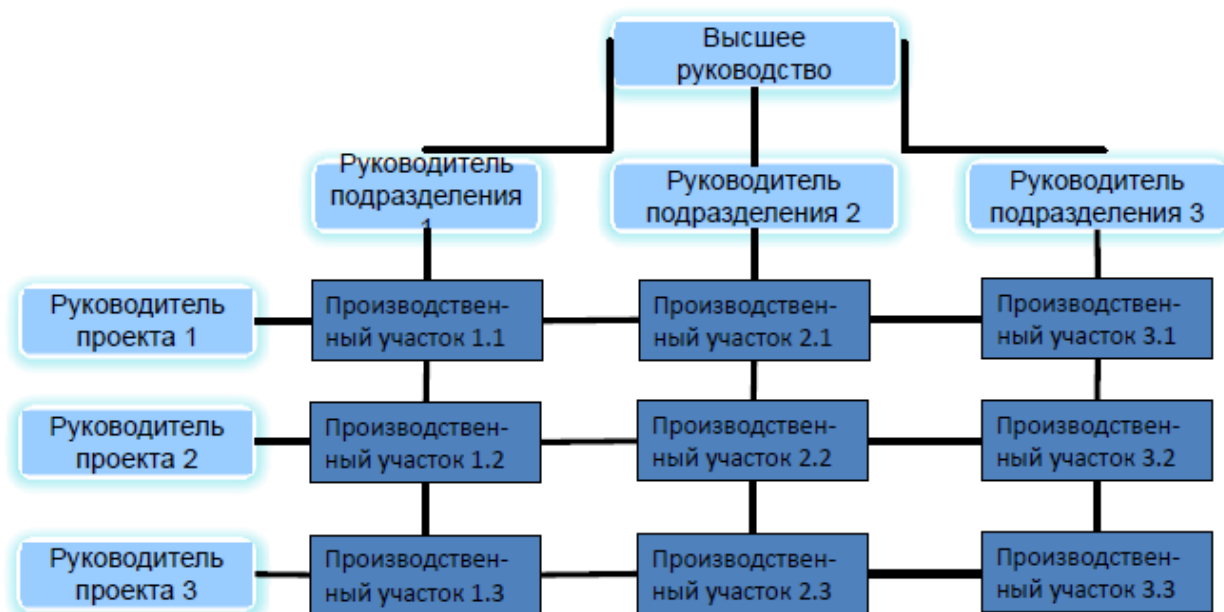 Высшее
руководство
Руководитель
подразделения
1
Руководитель
подразделения 2
Руководитель
подразделения 3
Руководитель
проекта 1
Производствен-
ный участок 1.1
Производствен-
ный участок 2.1
Производствен-
ный участок 3.1
Руководитель
проекта 2
Производствен-
ный участок 1.2
Производствен-
ный участок 2.2
Производствен-
ный участок 3.2
Руководитель
проекта 3
Производствен-
ный участок 1.3
Производствен-
ный участок 2.3
Производствен-
ный участок 3.3